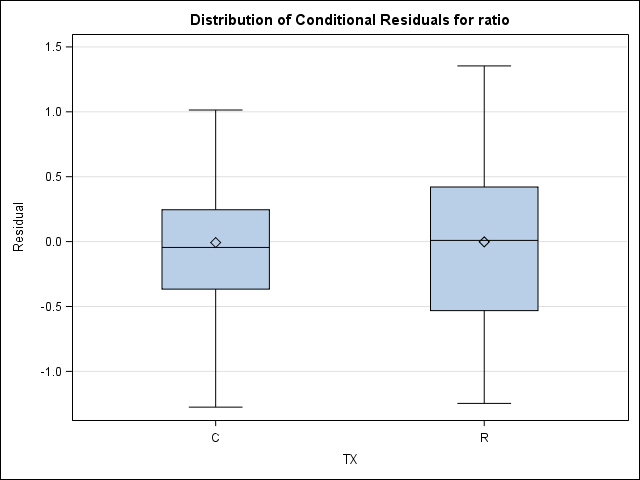 Distribution of Conditional Residuals for ratio
1.5
1.0
0.5
0.0
-0.5
-1.0
Residual
C
R
TX